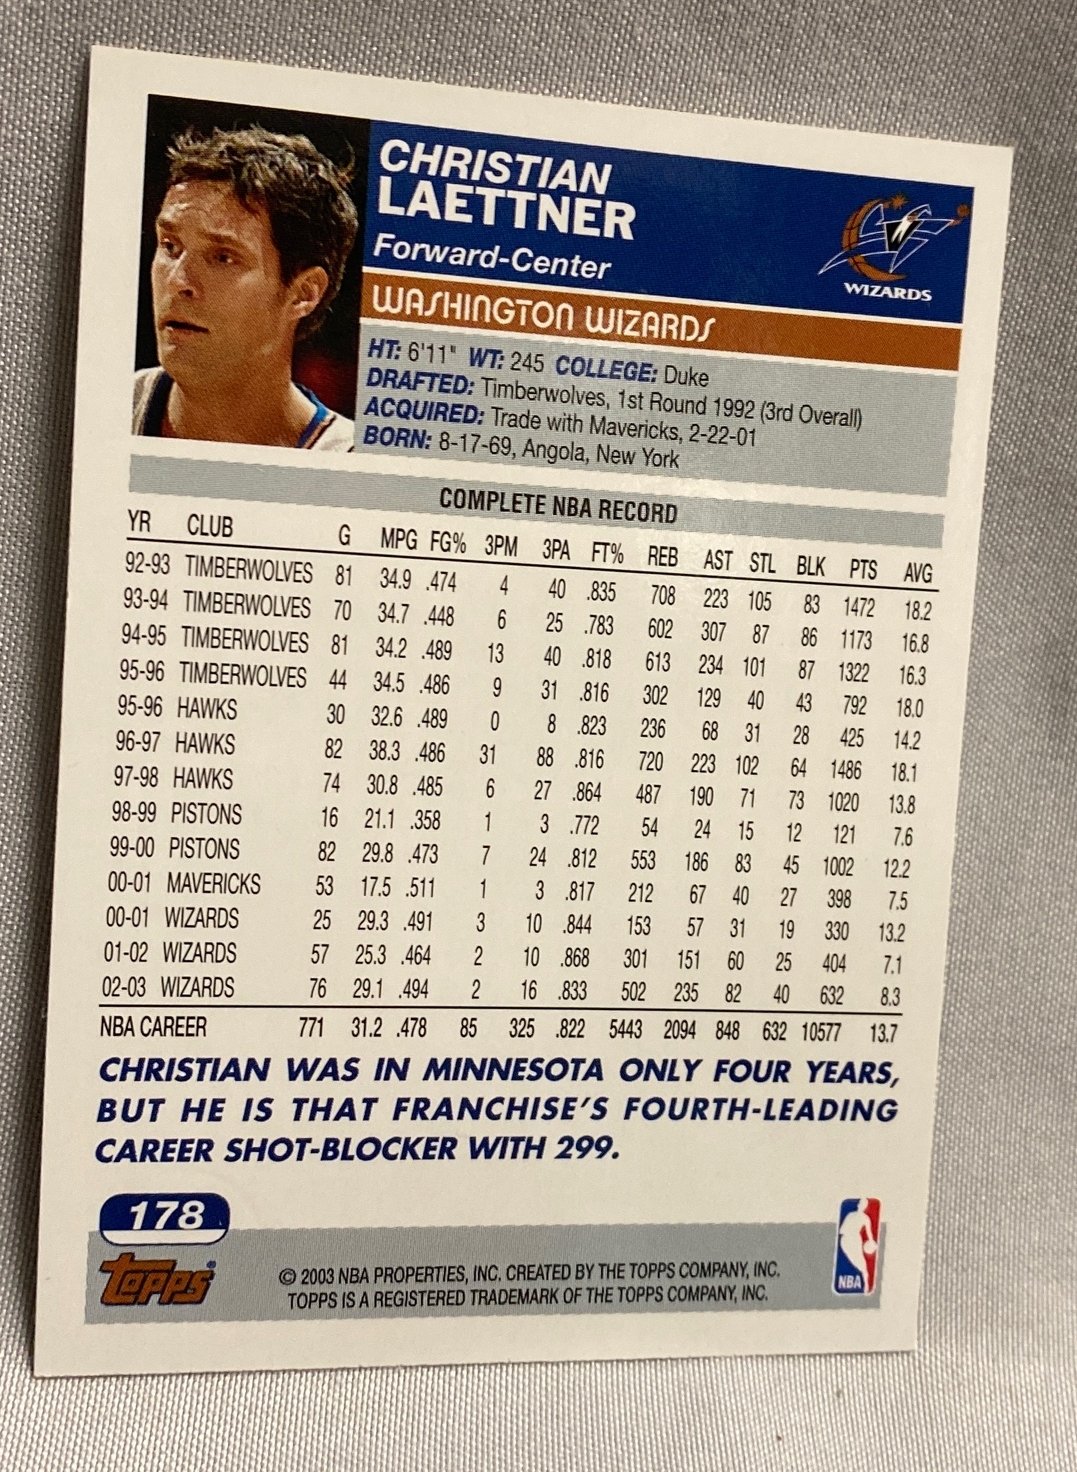 CHRISTIAN
LAETTNER
Forward-Center
WIZARDS
WASHINGTON WIZARDS
HT: 6'11" WT: 245 COLLEGE: Duke
DRAFTED: Timberwolves, 1st Round 1992 (3rd Overall)
ACQUIRED: Trade with Mavericks, 2-22-01
BORN: 8-17-69, Angola, New York
COMPLETE NBA RECORD
YR CLUB G MPG FG% 3PM 3PA FT% REB AST STL BLK PTS AVG
92-93 TIMBERWOLVES 81 34.9 .474 4 40 .835 708 223 105 83 1472 18.2
93-94 TIMBERWOLVES 70 34.7 .448 6 25 .783 602 307 87 86 1173 16.8
94-95 TIMBERWOLVES 81 34.2 .489 13 40 .818 613 234 101 87 1322 16.3
95-96 TIMBERWOLVES 44 34.5 .486 9 31 .816 302 129 40 43 792 18.0
95-96 HAWKS 30 32.6 .489 0 8 .823 236 68 31 28 425 14.2
96-97 HAWKS 82 38.3 .486 31 88 .816 720 223 102 64 1486 18.1
97-98 HAWKS 74 30.8 .485 6 27 .864 487 190 71 73 1020 13.8
98-99 PISTONS 16 21.1 .358 1 3 .772 54 24 15 12 121 7.6
99-00 PISTONS 82 29.8 .473 7 24 .812 553 186 83 45 1002 12.2
00-01 MAVERICKS 53 17.5 .511 1 3 .817 212 67 40 27 398 7.5
00-01 WIZARDS 25 29.3 .491 3 10 .844 153 57 31 19 330 13.2
01-02 WIZARDS 57 25.3 .464 2 10 .868 301 151 60 25 404 7.1
02-03 WIZARDS 76 29.1 .494 2 16 .833 502 235 82 40 632 8.3
NBA CAREER 771 31.2 .478 85 325 .822 5443 2094 848 632 10577 13.7
CHRISTIAN WAS IN MINNESOTA ONLY FOUR YEARS,
BUT HE IS THAT FRANCHISE'S FOURTH-LEADING
CAREER SHOT-BLOCKER WITH 299.
178
Topps®
© 2003 NBA PROPERTIES, INC. CREATED BY THE TOPPS COMPANY, INC.
TOPPS IS A REGISTERED TRADEMARK OF THE TOPPS COMPANY, INC.
NBA